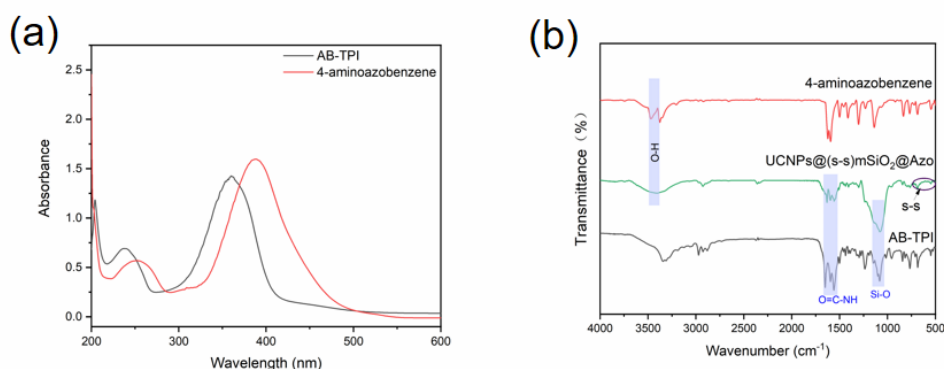 (a)
AB-TPI
4-aminoazobenzene
Absorbance
2.5
2.0
1.5
1.0
0.5
0.0
200 300 400 500 600
Wavelength (nm)
(b)
4-aminoazobenzene
O-H
UCNPs@(s-s)mSiO₂@Azo
s-s
AB-TPI
O=C-NH
Si-O
Transmittance (%)
4000 3500 3000 2500 2000 1500 1000 500
Wavenumber (cm⁻¹)